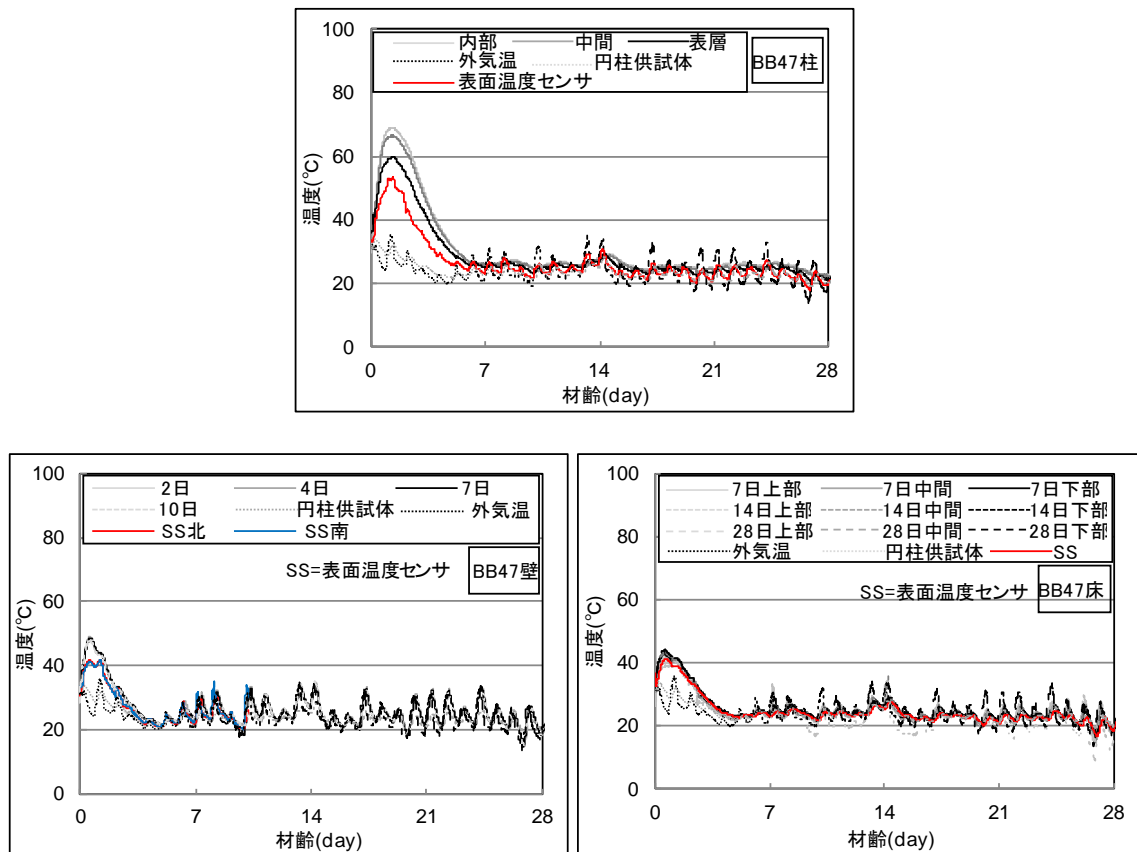 100
80
60
40
20
0
温度(℃)
内部 中間 表層
外気温 円柱供試体
表面温度センサ
BB47柱
0 7 14 21 28
材齢(day)
100
80
60
40
20
0
温度(℃)
2日 4日 7日
10日 円柱供試体 外気温
SS北 SS南
SS=表面温度センサ
BB47壁
0 7 14 21 28
材齢(day)
100
80
60
40
20
0
温度(℃)
7日上部 7日中間 7日下部
14日上部 14日中間 14日下部
28日上部 28日中間 28日下部
外気温 円柱供試体 SS
SS=表面温度センサ
BB47床
0 7 14 21 28
材齢(day)